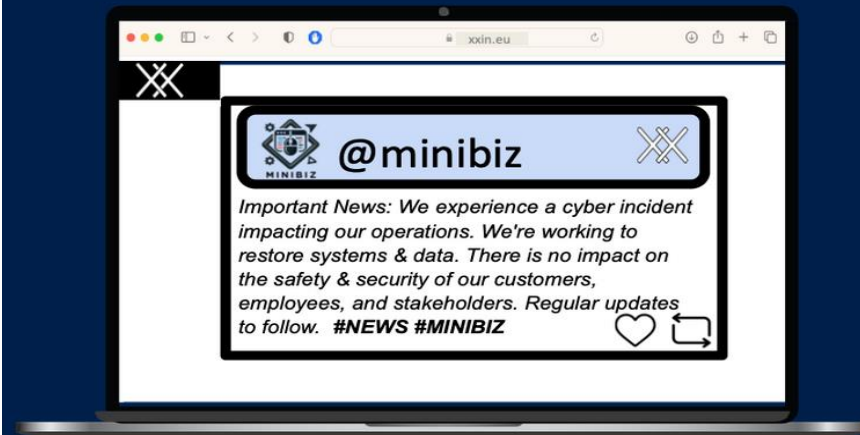 xxin.eu
XX
@minibiz
MINIBIZ
Important News: We experience a cyber incident
impacting our operations. We're working to
restore systems & data. There is no impact on
the safety & security of our customers,
employees, and stakeholders. Regular updates
to follow. #NEWS #MINIBIZ